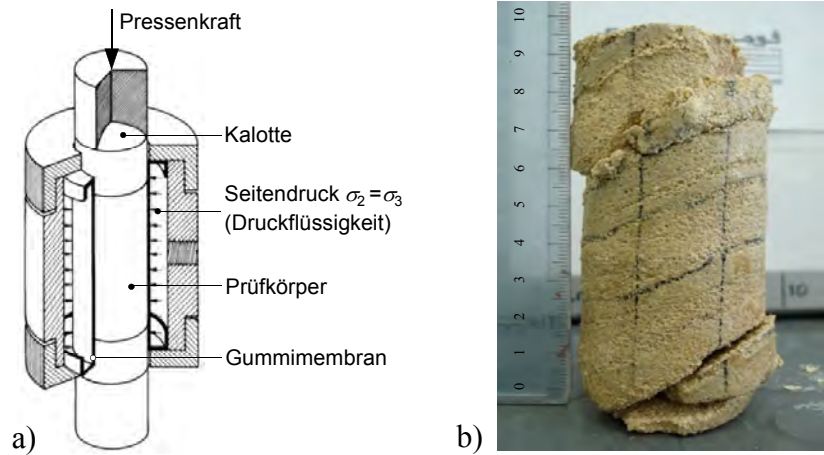 Pressenkraft
Kalotte
Seitendruck σ2 = σ3
(Druckflüssigkeit)
Prüfkörper
Gummimembran
a)
10
9
8
7
6
5
4
3
2
1
0
10
b)